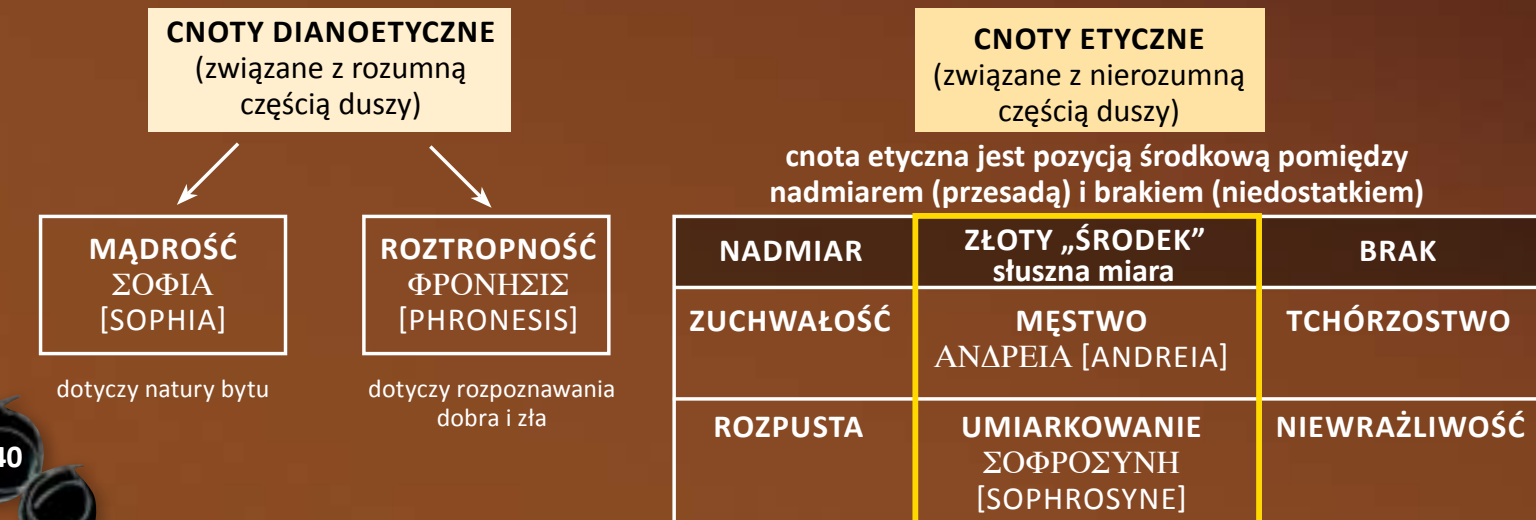 CNOTY DIANOETYCZNE
(związane z rozumną
częścią duszy)
MĄDROŚĆ
ΣΟΦΙΑ
[SOPHIA]
dotyczy natury bytu
ROZTROPNOŚĆ
ΦΡΟΝΗΣΙΣ
[PHRONESIS]
dotyczy rozpoznawania
dobra i zła
CNOTY ETYCZNE
(związane z nierozumną
częścią duszy)
cnota etyczna jest pozycją środkową pomiędzy
nadmiarem (przesadą) i brakiem (niedostatkiem)
NADMIAR
ZŁOTY „ŚRODEK”
słuszna miara
BRAK
ZUCHWAŁOŚĆ
MĘSTWO
ΑΝΔΡΕΙΑ [ANDREIA]
TCHÓRZOSTWO
ROZPUSTA
UMIARKOWANIE
ΣΟΦΡΟΣΥΝΗ
[SOPHROSYNE]
NIEWRAŻLIWOŚĆ
40